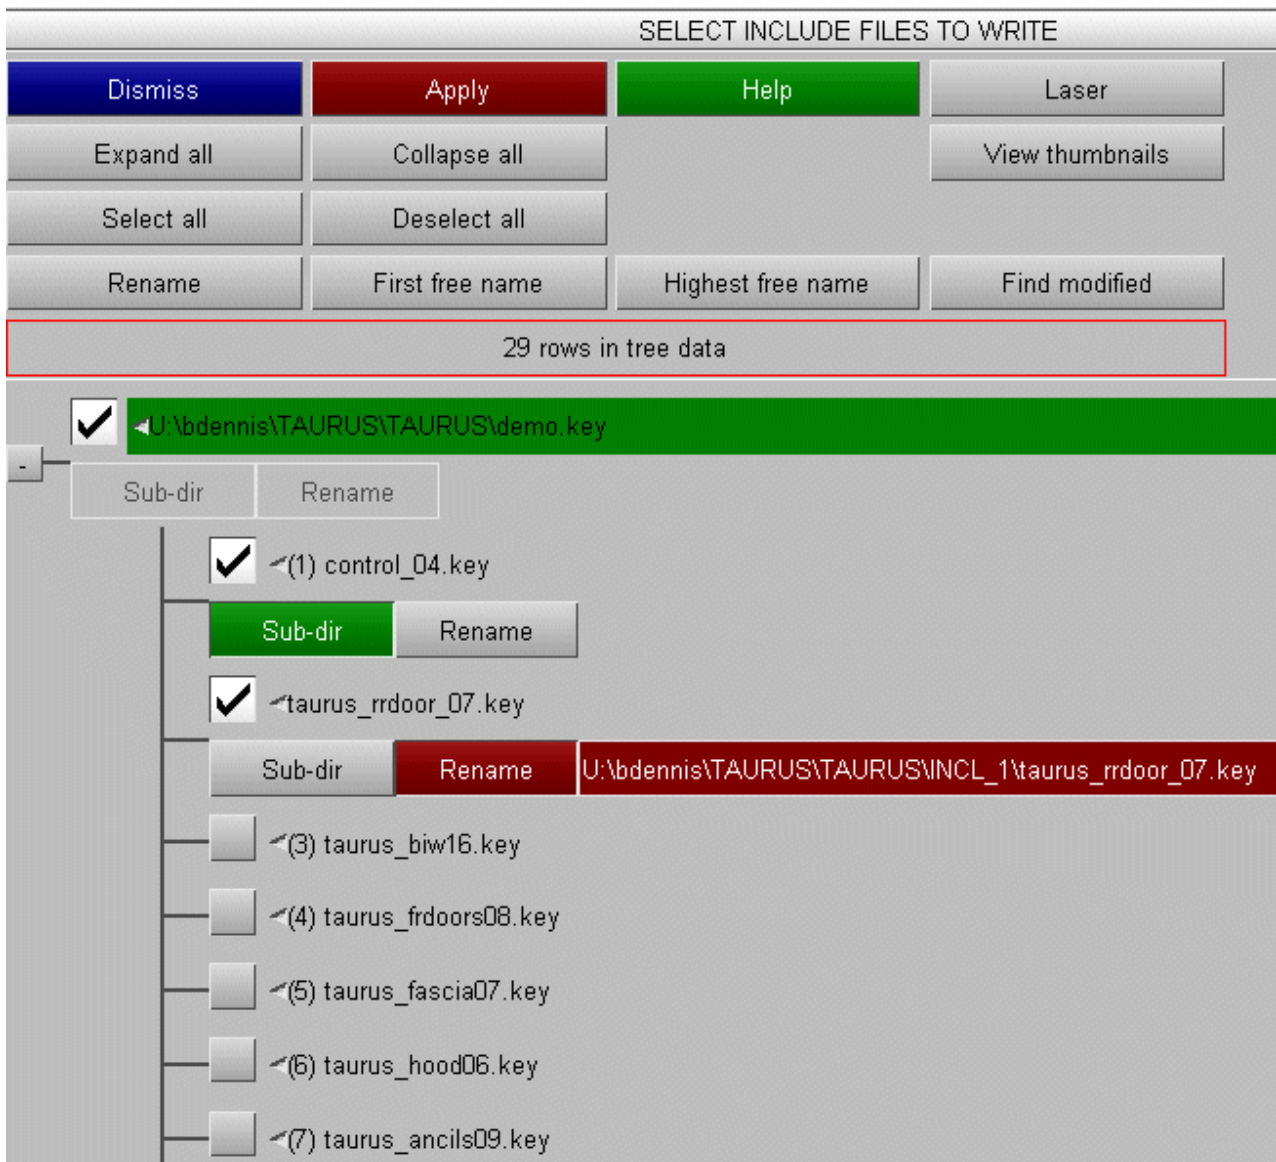 SELECT INCLUDE FILES TO WRITE
Dismiss Apply Help Laser
Expand all Collapse all View thumbnails
Select all Deselect all
Rename First free name Highest free name Find modified
29 rows in tree data
U:\bdennis\TAURUS\TAURUS\demo.key
-
Sub-dir Rename
(1) control_04.key
Sub-dir Rename
taurus_rrdoor_07.key
Sub-dir Rename U:\bdennis\TAURUS\TAURUS\INCL_1\taurus_rrdoor_07.key
(3) taurus_biw16.key
(4) taurus_frdoors08.key
(5) taurus_fascia07.key
(6) taurus_hood06.key
(7) taurus_ancils09.key